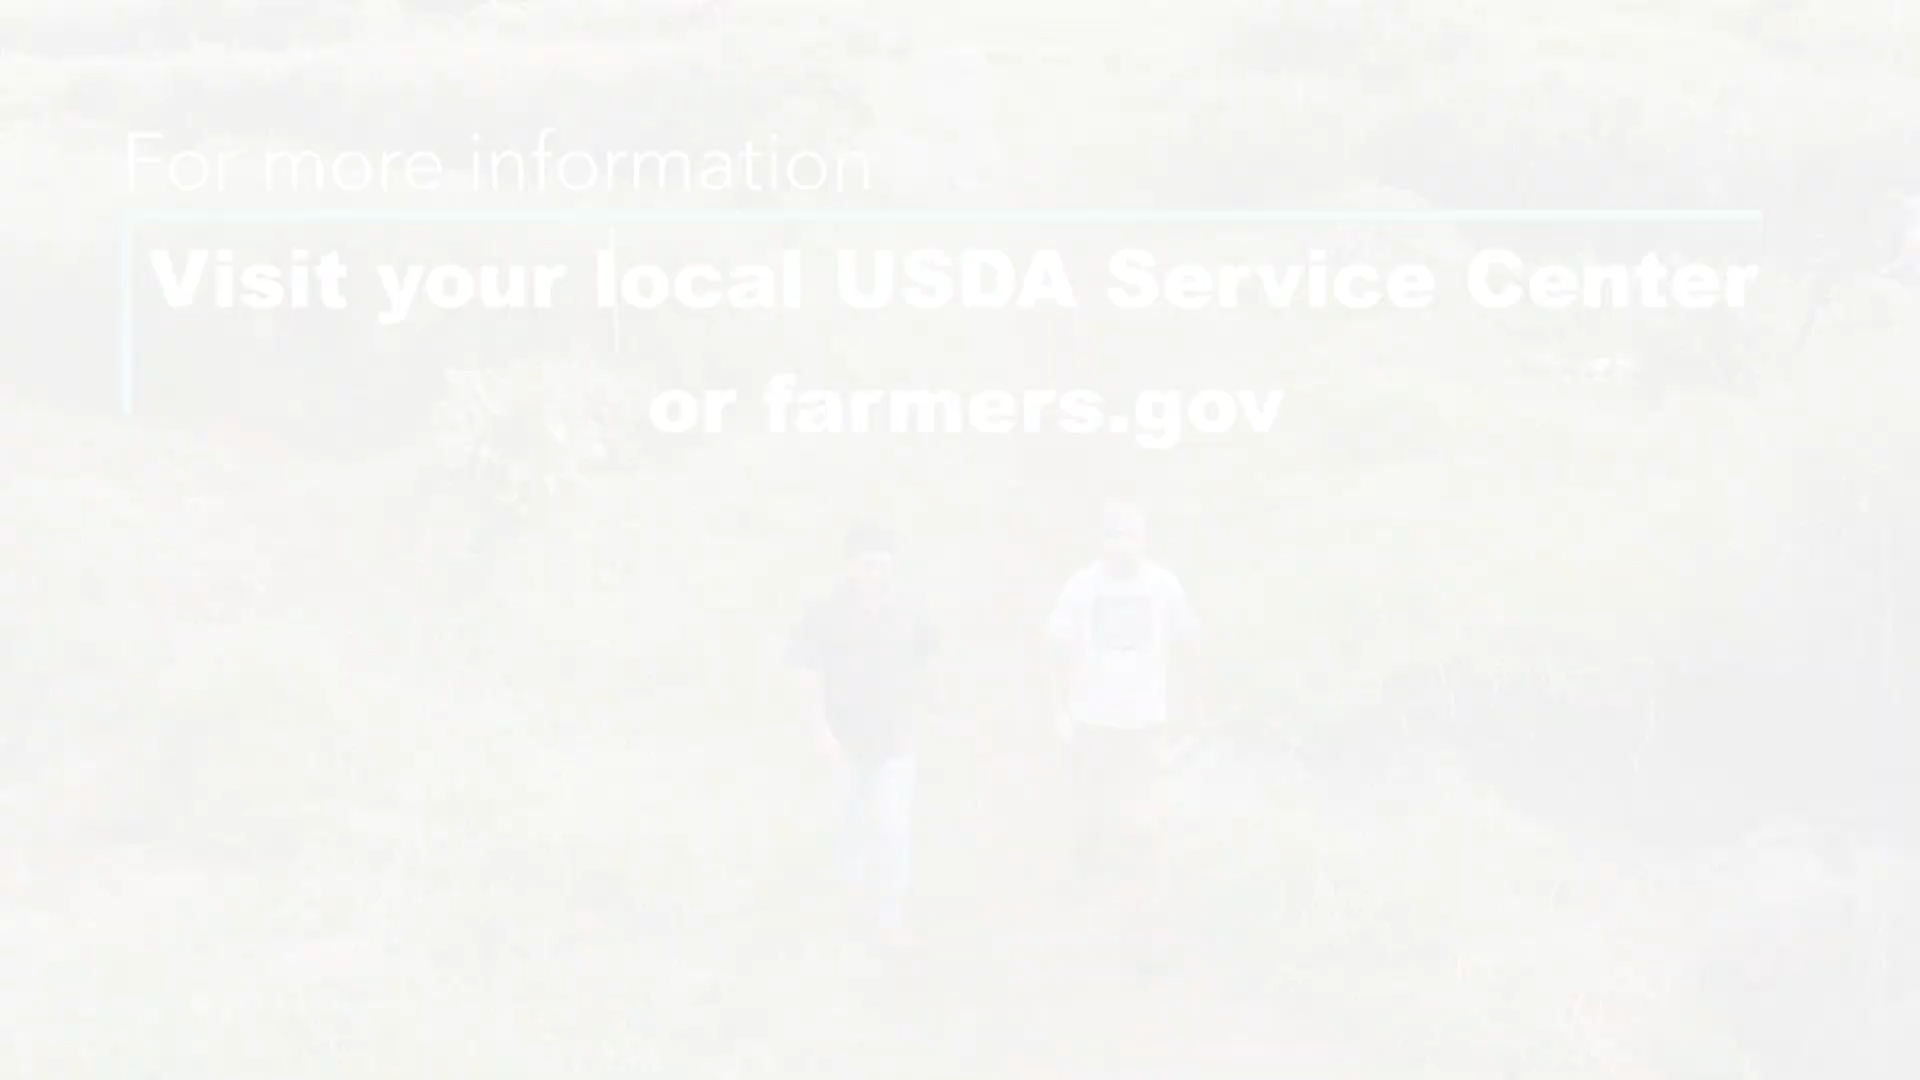 For more information
Visit your local USDA Service Center
or farmers.gov